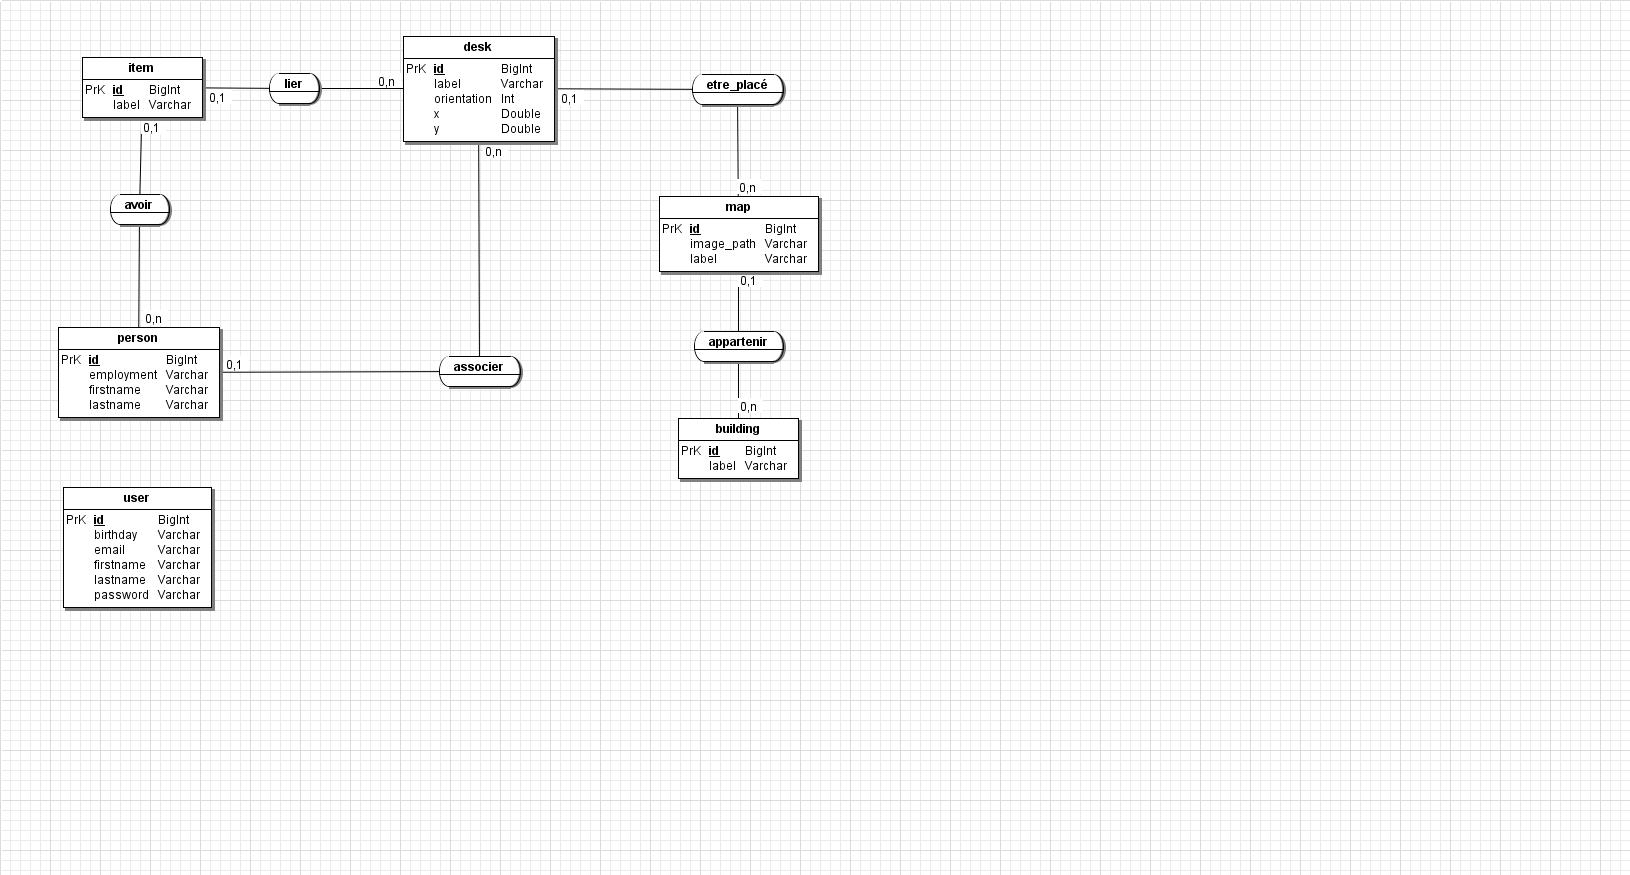 item
PrK id BigInt
label Varchar
0,1
0,1
lier
0,n
desk
PrK id BigInt
label Varchar
orientation Int
x Double
y Double
0,1
0,n
etre_placé
0,n
map
PrK id BigInt
image_path Varchar
label Varchar
0,1
appartenir
0,n
building
PrK id BigInt
label Varchar
avoir
0,n
person
PrK id BigInt
employment Varchar
firstname Varchar
lastname Varchar
0,1
associer
user
PrK id BigInt
birthday Varchar
email Varchar
firstname Varchar
lastname Varchar
password Varchar